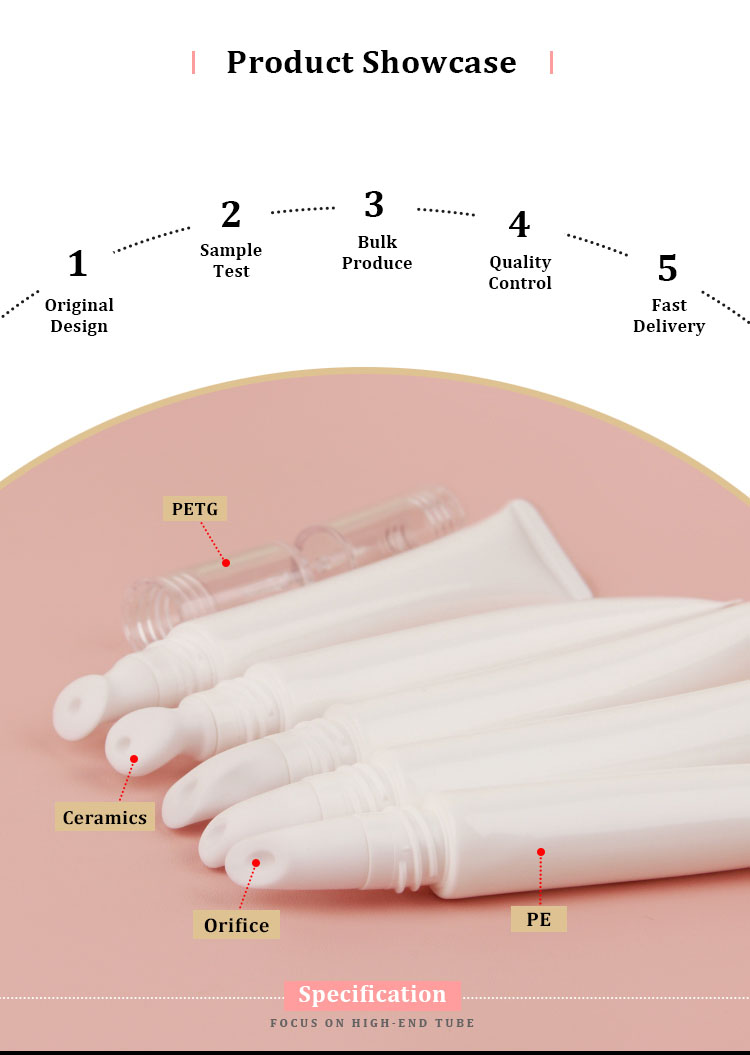 Product Showcase
1
Original
Design
2
Sample
Test
3
Bulk
Produce
4
Quality
Control
5
Fast
Delivery
PETG
Ceramics
Orifice
PE
Specification
FOCUS ON HIGH-END TUBE